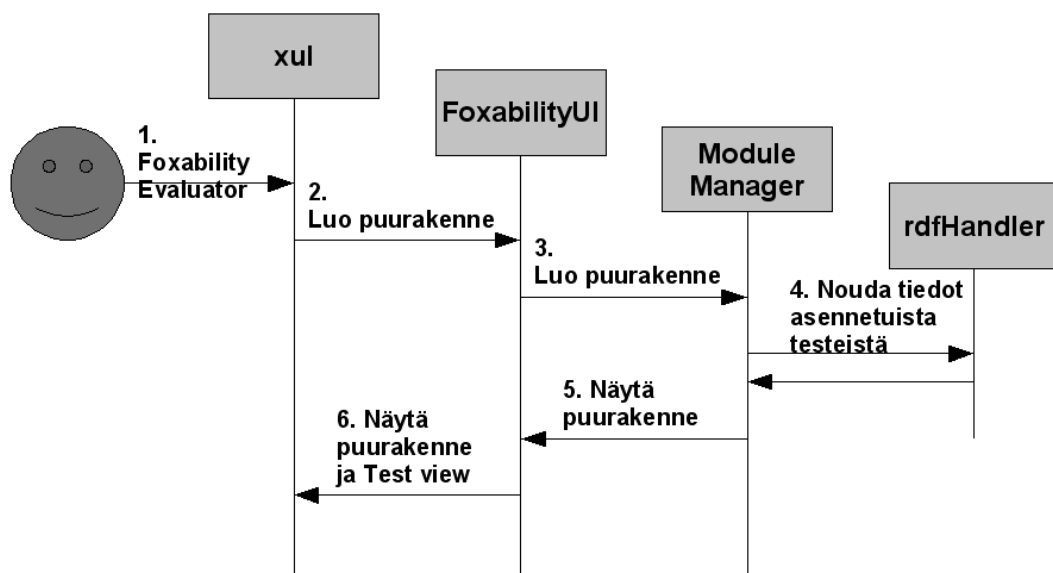 xul
FoxabilityUI
Module
Manager
rdfHandler
1.
Foxability
Evaluator
2.
Luo puurakenne
3.
Luo puurakenne
4. Nouda tiedot
asennetuista
testeistä
5. Näytä
puurakenne
6. Näytä
puurakenne
ja Test view